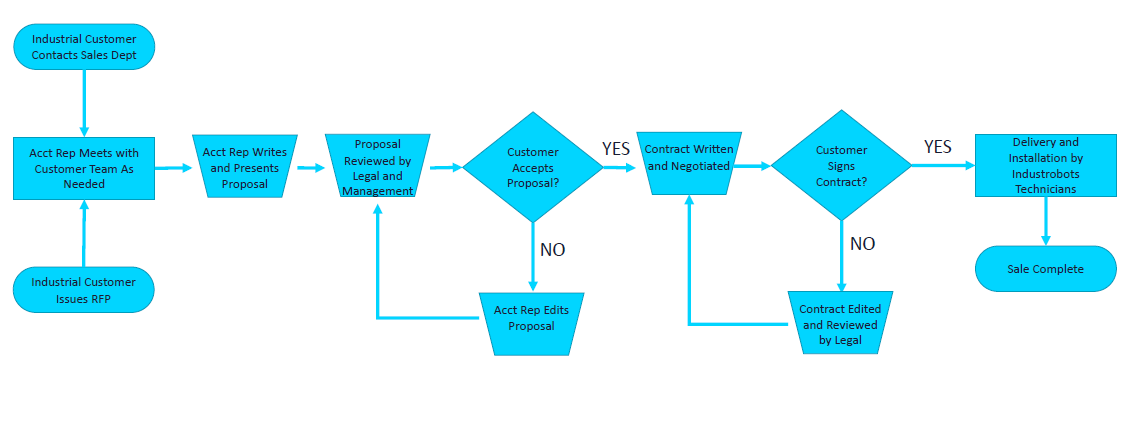 Industrial Customer
Contacts Sales Dept
Acct Rep Meets with
Customer Team As
Needed
Industrial Customer
Issues RFP
Acct Rep Writes
and Presents
Proposal
Proposal
Reviewed by
Legal and
Management
Customer
Accepts
Proposal?
YES
NO
Acct Rep Edits
Proposal
Contract Written
and Negotiated
Customer
Signs
Contract?
YES
NO
Contract Edited
and Reviewed
by Legal
Delivery and
Installation by
Industrobots
Technicians
Sale Complete